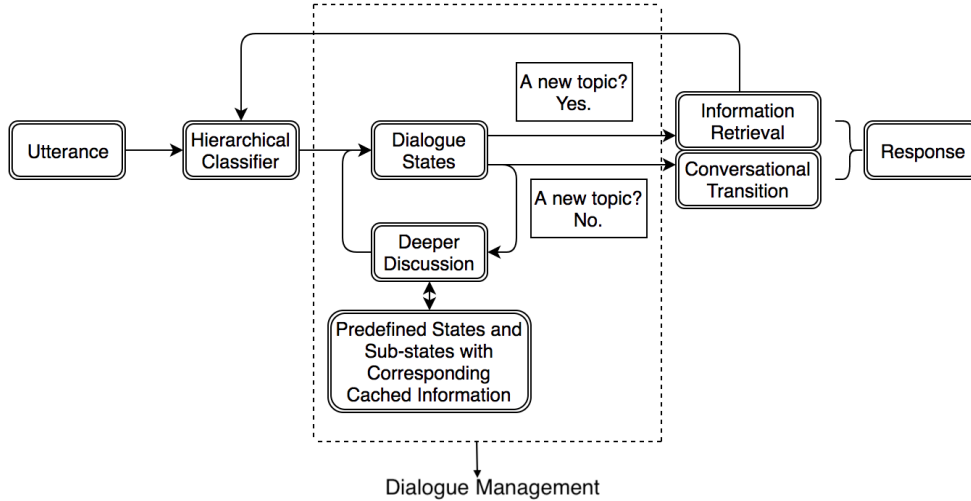 A new topic?
Yes.
Utterance
Hierarchical
Classifier
Dialogue
States
Information
Retrieval
Conversational
Transition
Response
A new topic?
No.
Deeper
Discussion
Predefined States and
Sub-states with
Corresponding
Cached Information
Dialogue Management